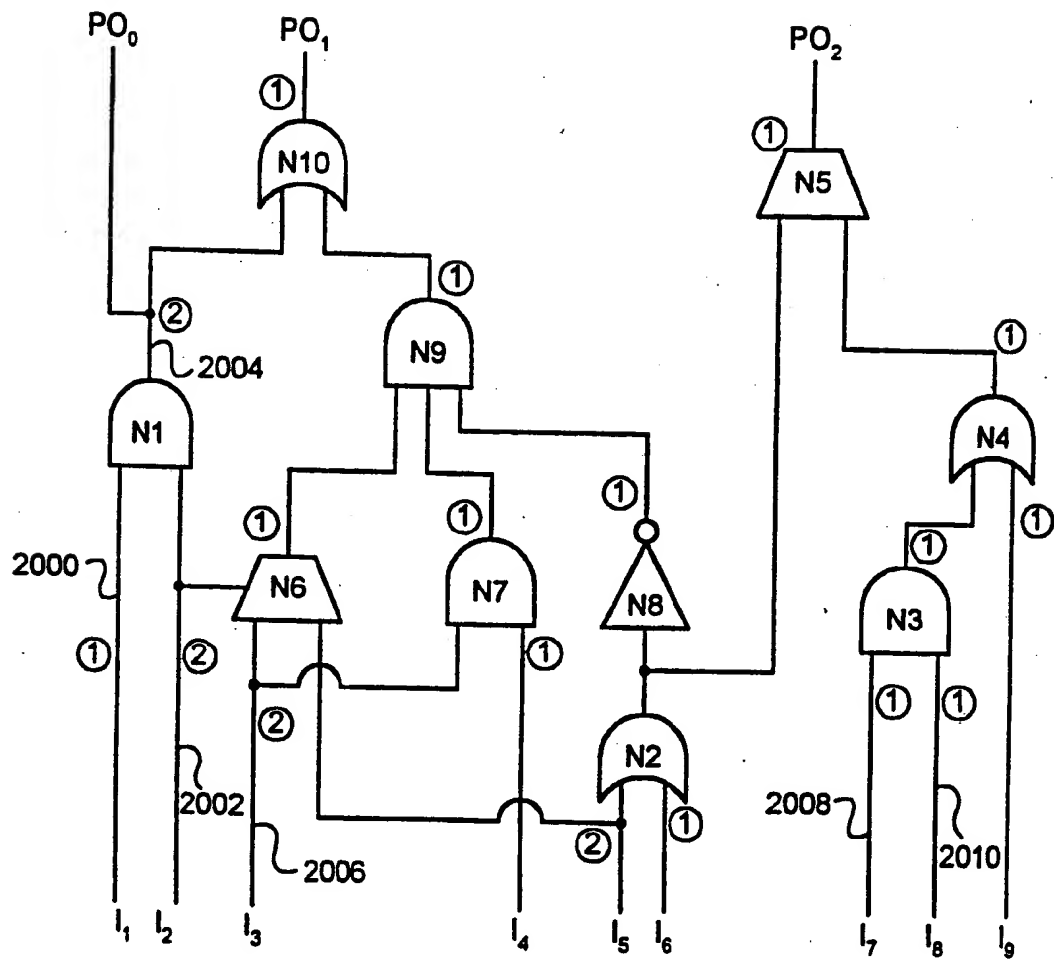 PO₀ PO₁ PO₂
① ①
N10 N5
①
② N9 ①
2004
N1 N4
① ① ① ①
2000 N6 N7 N8 ①
N3
① ② ①
② ① ①
N2
2002 2008
② ①
2006 2010
I₁ I₂ I₃ I₄ I₅ I₆ I₇ I₈ I₉